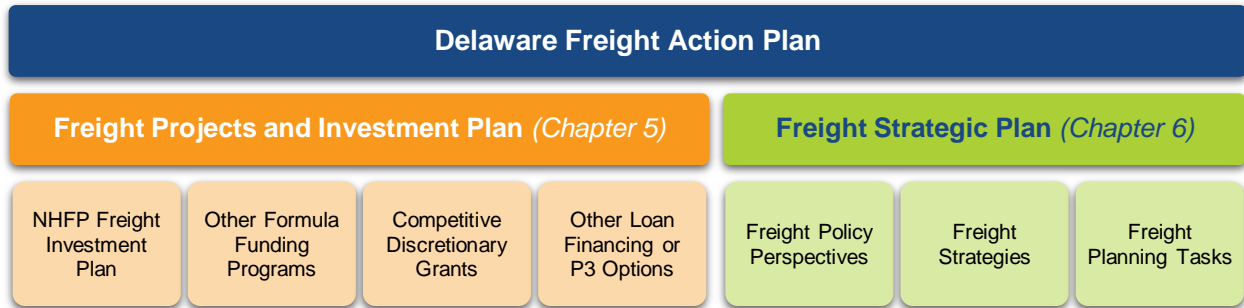 Delaware Freight Action Plan
Freight Projects and Investment Plan (Chapter 5)
Freight Strategic Plan (Chapter 6)
NHFP Freight
Investment
Plan
Other Formula
Funding
Programs
Competitive
Discretionary
Grants
Other Loan
Financing or
P3 Options
Freight Policy
Perspectives
Freight
Strategies
Freight
Planning Tasks